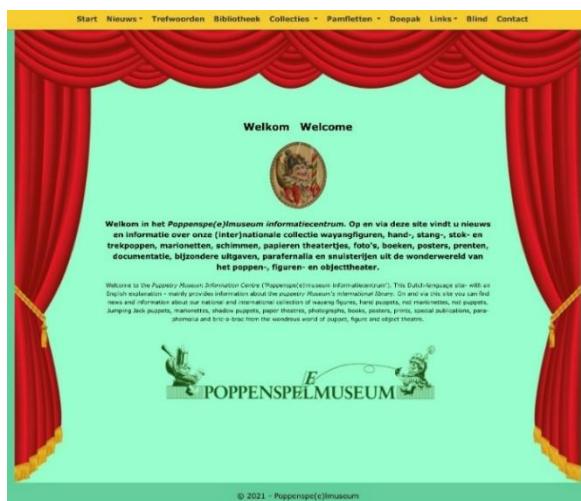 Start Nieuws Trefwoorden Bibliotheek Collecties Pamfletten Doepak Links Blind Contact
Welkom Welcome
Welkom in het Poppenspe(e)lmuseum informatiecentrum. Op en via deze site vindt u nieuws
en informatie over onze (inter)nationale collectie wayangfiguren, hand-, stang-, stok- en
trekpoppen, marionetten, schimmen, papieren theatertjes, foto's, boeken, posters, prenten,
documentatie, bijzondere uitgaven, parafernalia en snuisterijen uit de wonderwereld van
het poppen-, figuren- en objecttheater.
Welcome to the Puppetry Museum Information Centre ('Poppenspe(e)lmuseum informatiecentrum'). This Dutch-language site- with an
English explanation - mainly provides information about the puppetry Museum's international library. On and via this site you can find
news and information about our national and international collection of wayang figures, hand puppets, rod marionettes, rod puppets,
Jumping Jack puppets, marionettes, shadow puppets, paper theatres, photographs, books, posters, prints, special publications, para-
phernalia and bric-a-brac from the wondrous world of puppet, figure and object theatre.
E
POPPENSPELMUSEUM
© 2021 - Poppenspe(e)lmuseum